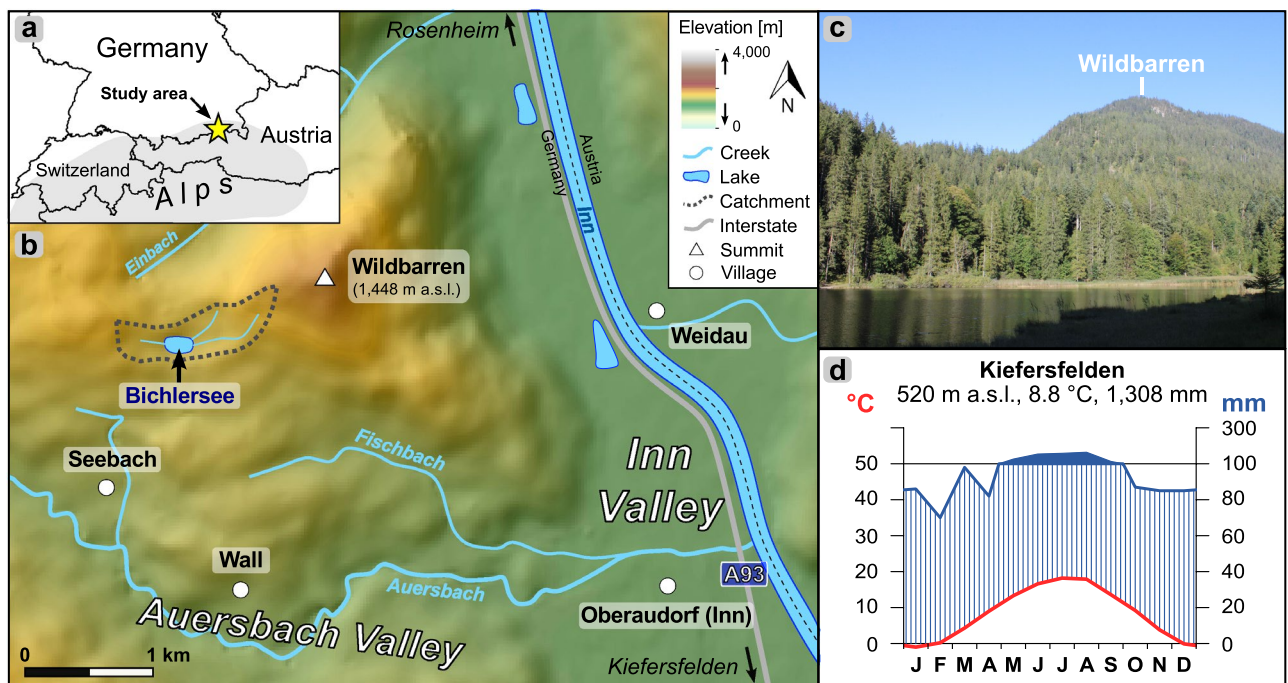 a
Germany
Study area
Austria
Switzerland
Alps
b
Rosenheim
Germany
Austria
Inn
Einbach
Wildbarren
(1,448 m a.s.l.)
Weidau
Bichlersee
Seebach
Fischbach
Inn
Valley
Wall
Auersbach
A93
Oberaudorf (Inn)
Auersbach Valley
Kiefersfelden
0 1 km
Elevation [m]
4,000
0
N
Creek
Lake
Catchment
Interstate
Summit
Village
c
Wildbarren
d
Kiefersfelden
520 m a.s.l., 8.8 °C, 1,308 mm
°C mm
300
50 100
40 80
30 60
20 40
10 20
0 0
J F M A M J J A S O N D